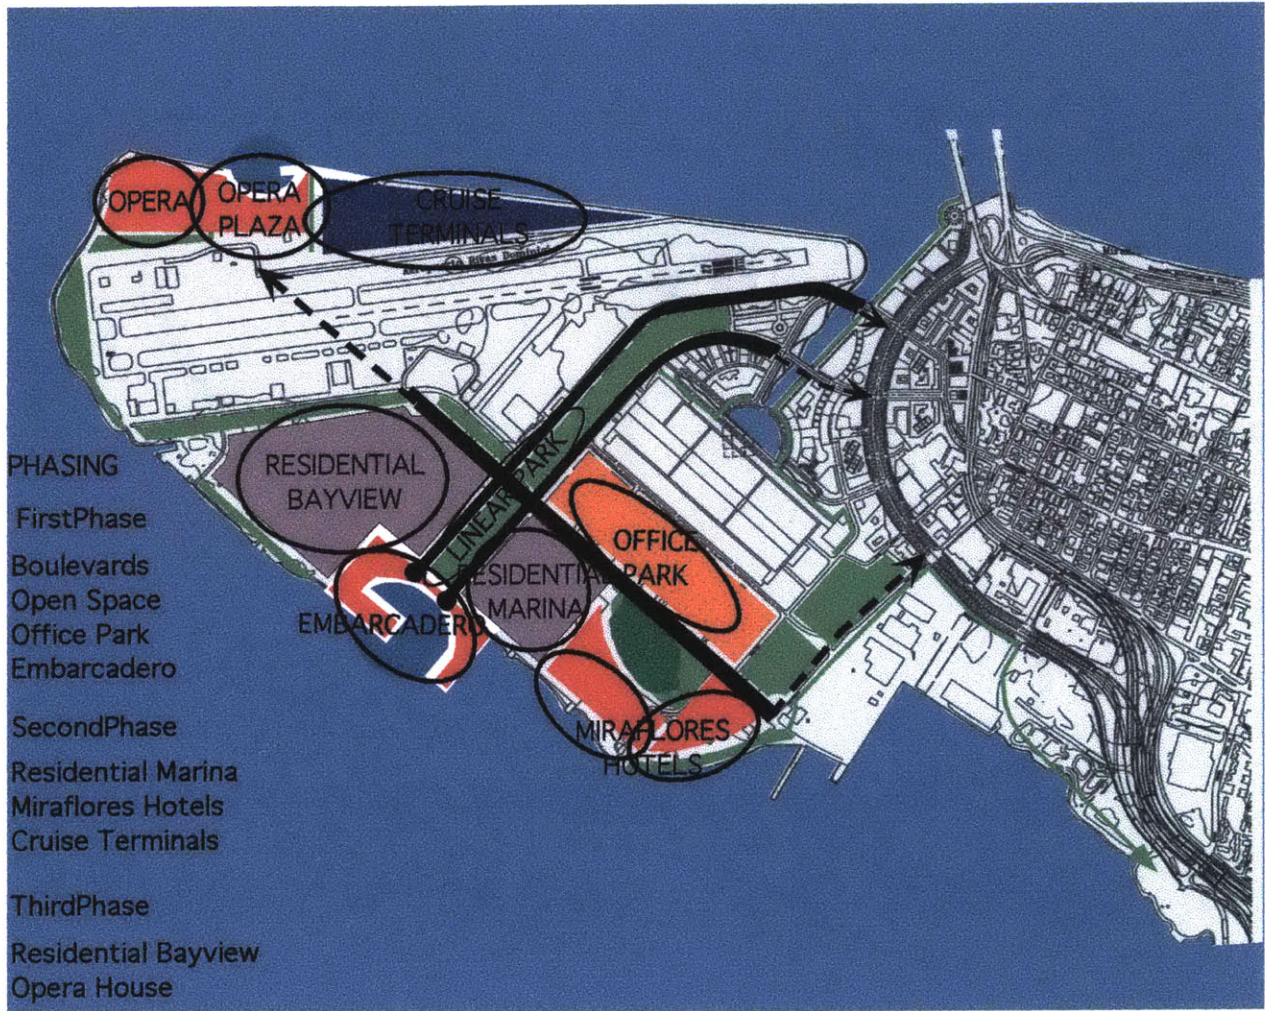 OPERA
OPERA
PLAZA
CRUISE
TERMINALS
RESIDENTIAL
BAYVIEW
LINEAR PARK
OFFICE
PARK
RESIDENTIAL
MARINA
EMBARCADERO
MIRAFLORES
HOTELS
PHASING
FirstPhase
Boulevards
Open Space
Office Park
Embarcadero
SecondPhase
Residential Marina
Miraflores Hotels
Cruise Terminals
ThirdPhase
Residential Bayview
Opera House